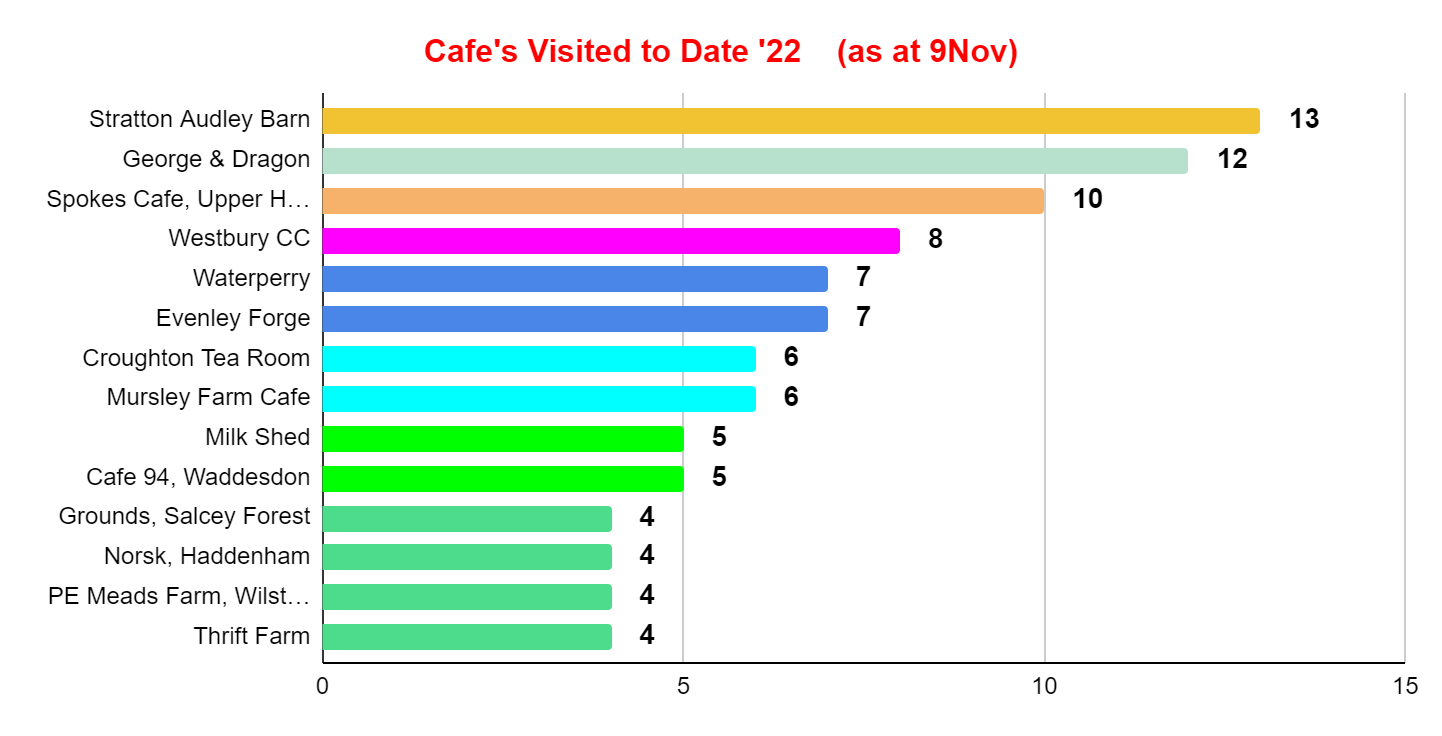 Cafe's Visited to Date '22    (as at 9Nov)
Stratton Audley Barn 13
George & Dragon 12
Spokes Cafe, Upper H… 10
Westbury CC 8
Waterperry 7
Evenley Forge 7
Croughton Tea Room 6
Mursley Farm Cafe 6
Milk Shed 5
Cafe 94, Waddesdon 5
Grounds, Salcey Forest 4
Norsk, Haddenham 4
PE Meads Farm, Wilst… 4
Thrift Farm 4
0 5 10 15